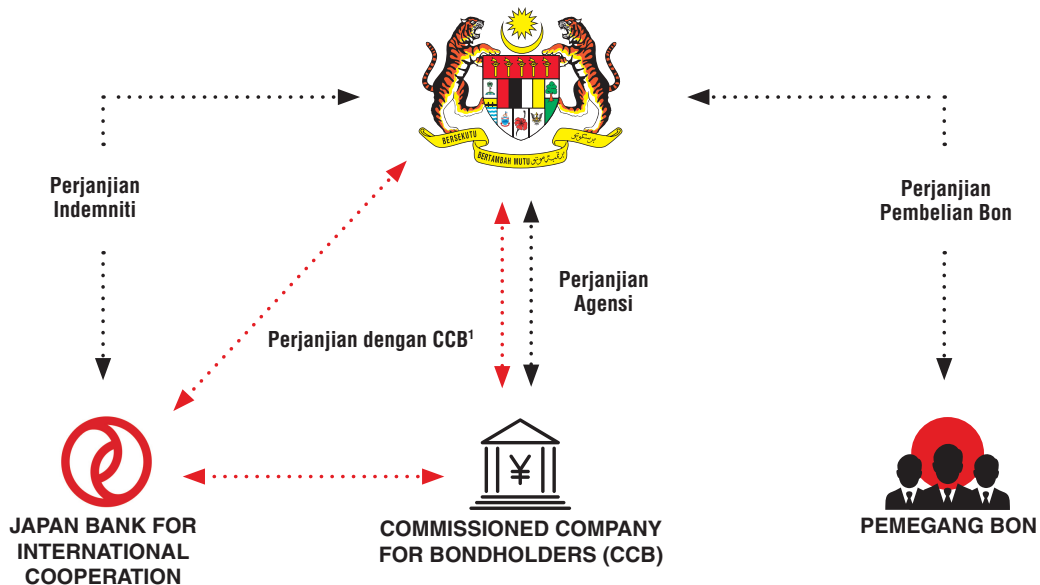 BERSEKUTU
BERTAMBAH MUTU
Perjanjian
Indemniti
Perjanjian
Pembelian Bon
Perjanjian
Agensi
Perjanjian dengan CCB¹
¥
JAPAN BANK FOR
INTERNATIONAL
COOPERATION
COMMISSIONED COMPANY
FOR BONDHOLDERS (CCB)
PEMEGANG BON